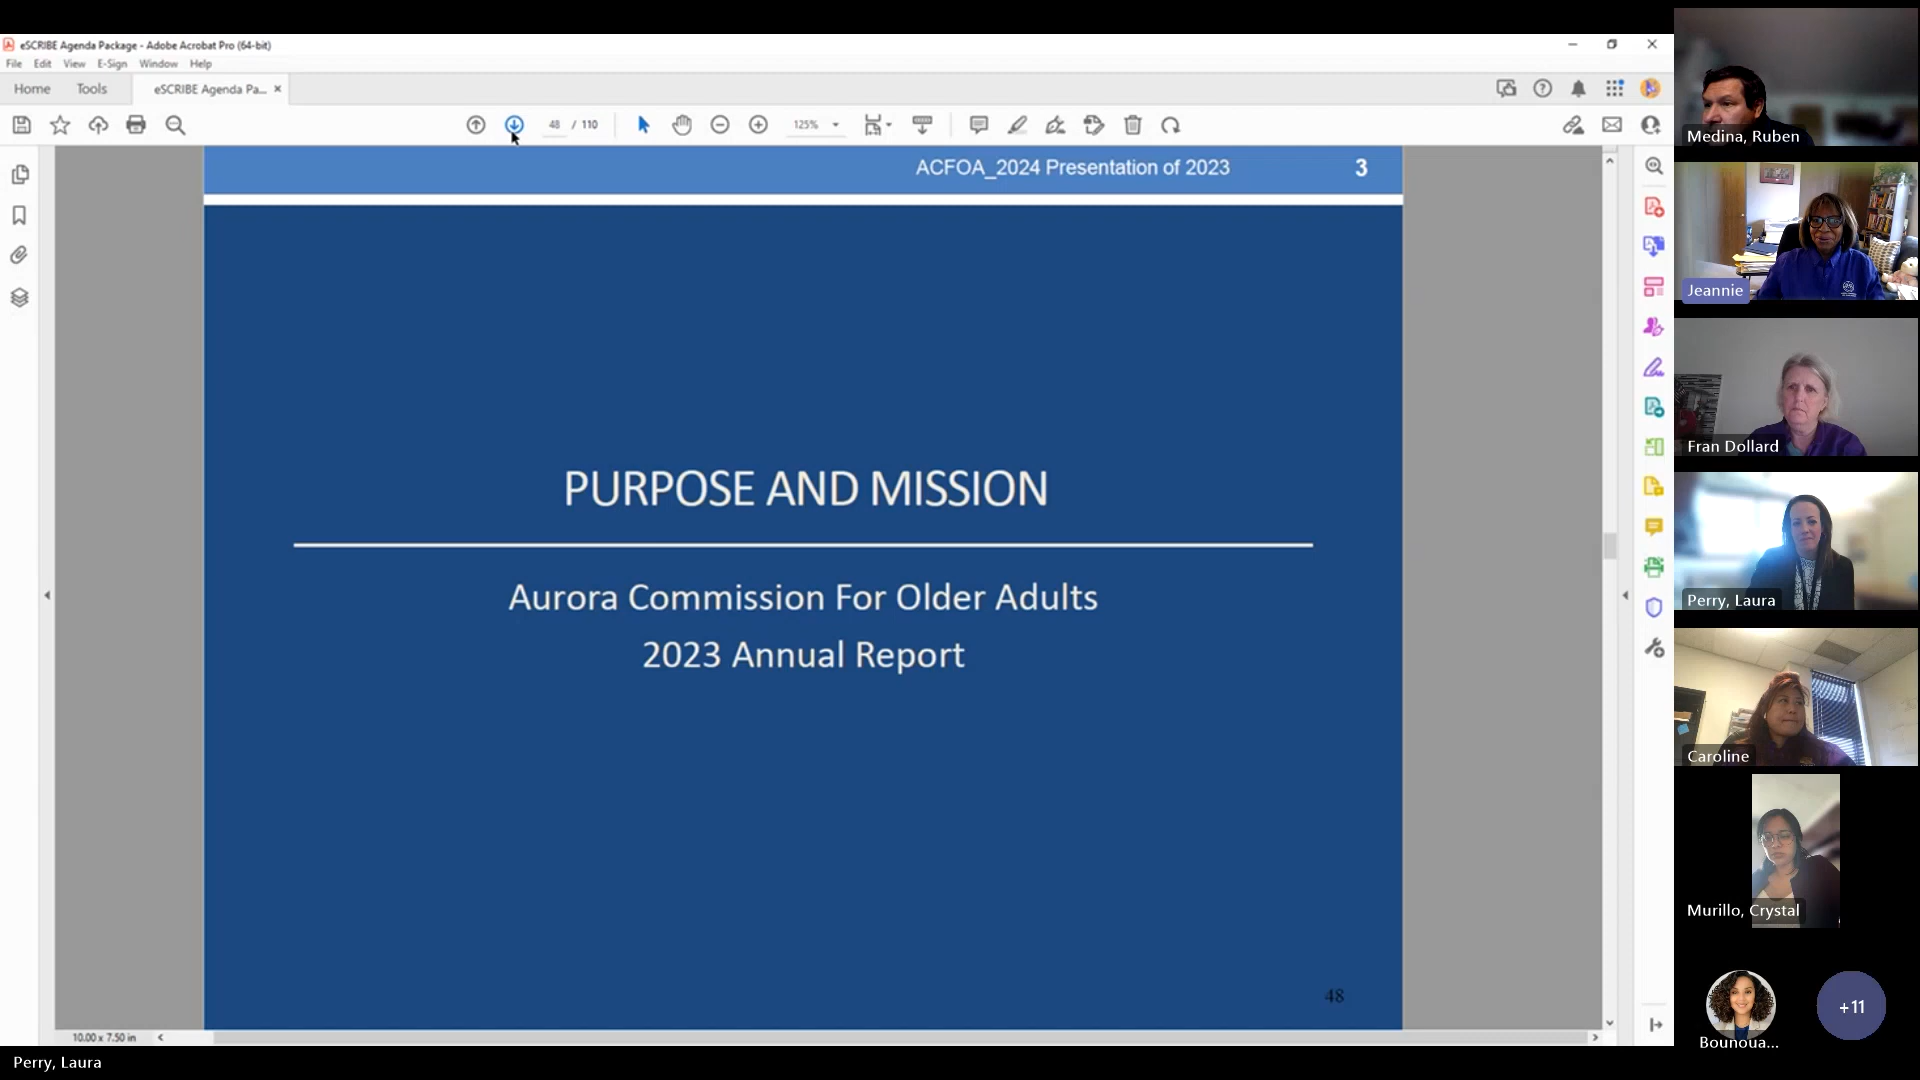 eSCRIBE Agenda Package - Adobe Acrobat Pro (64-bit)
File Edit View E-Sign Window Help
Home Tools eSCRIBE Agenda Pa...
48 / 110 125%
ACFOA_2024 Presentation of 2023 3
PURPOSE AND MISSION
Aurora Commission For Older Adults
2023 Annual Report
48
10.00 x 7.50 in
Perry, Laura
Medina, Ruben
Jeannie
Fran Dollard
Perry, Laura
Caroline
Murillo, Crystal
Bounoua...
+11